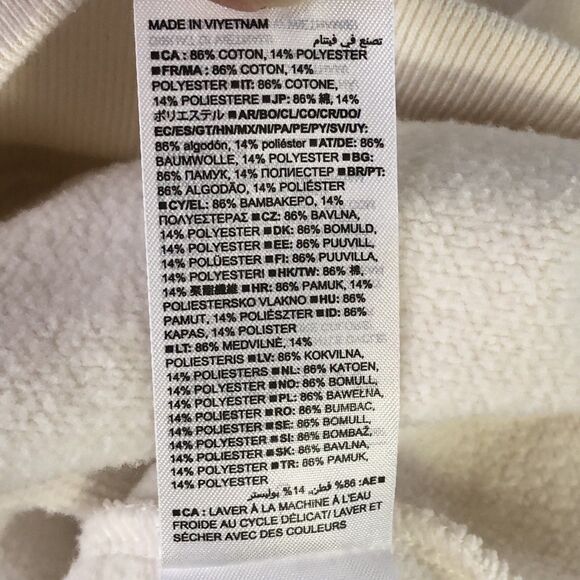 MADE IN VIYETNAM
تصنع في فيتنام
■CA : 86% COTON, 14% POLYESTER
■FR/MA : 86% COTON, 14%
POLYESTER ■IT: 86% COTONE,
14% POLIESTERE ■JP: 86% 綿, 14%
ポリエステル ■AR/BO/CL/CO/CR/DO/
EC/ES/GT/HN/MX/NI/PA/PE/PY/SV/UY:
86% algodón, 14% poliéster ■AT/DE: 86%
BAUMWOLLE, 14% POLYESTER ■BG:
86% ПАМУК, 14% ПОЛИЕСТЕР ■BR/PT:
86% ALGODÃO, 14% POLIÉSTER
■CY/EL: 86% ΒΑΜΒΑΚΕΡΟ, 14%
ΠΟΛΥΕΣΤΕΡΑΣ ■CZ: 86% BAVLNA,
14% POLYESTER ■DK: 86% BOMULD,
14% POLYESTER ■EE: 86% PUUVILL,
14% POLÜESTER ■FI: 86% PUUVILLA,
14% POLYESTERI ■HK/TW: 86% 棉,
14% 聚酯纖維 ■HR: 86% PAMUK, 14%
POLIESTERSKO VLAKNO ■HU: 86%
PAMUT, 14% POLIÉSZTER ■ID: 86%
KAPAS, 14% POLISTER
■LT: 86% MEDVILNĖ, 14%
POLIESTERIS ■LV: 86% KOKVILNA,
14% POLIESTERS ■NL: 86% KATOEN,
14% POLYESTER ■NO: 86% BOMULL,
14% POLYESTER ■PL: 86% BAWEŁNA,
14% POLYESTER ■RO: 86% BUMBAC,
14% POLYESTER ■SE: 86% BOMULL,
14% POLYESTER ■SI: 86% BOMBAŽ,
14% POLYESTER ■SK: 86% BAVLNA,
14% POLYESTER ■TR: 86% PAMUK,
14% POLYESTER
■AE: 86% قطن, 14% بوليستر
■CA : LAVER À LA MACHINE À L'EAU
FROIDE AU CYCLE DÉLICAT/ LAVER ET
SÉCHER AVEC DES COULEURS